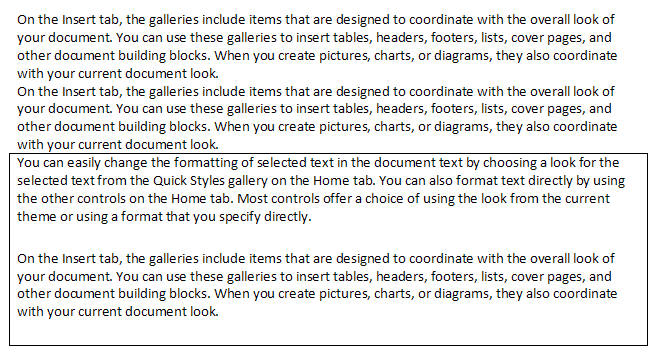 On the Insert tab, the galleries include items that are designed to coordinate with the overall look of
your document. You can use these galleries to insert tables, headers, footers, lists, cover pages, and
other document building blocks. When you create pictures, charts, or diagrams, they also coordinate
with your current document look.
On the Insert tab, the galleries include items that are designed to coordinate with the overall look of
your document. You can use these galleries to insert tables, headers, footers, lists, cover pages, and
other document building blocks. When you create pictures, charts, or diagrams, they also coordinate
with your current document look.
You can easily change the formatting of selected text in the document text by choosing a look for the
selected text from the Quick Styles gallery on the Home tab. You can also format text directly by using
the other controls on the Home tab. Most controls offer a choice of using the look from the current
theme or using a format that you specify directly.
On the Insert tab, the galleries include items that are designed to coordinate with the overall look of
your document. You can use these galleries to insert tables, headers, footers, lists, cover pages, and
other document building blocks. When you create pictures, charts, or diagrams, they also coordinate
with your current document look.